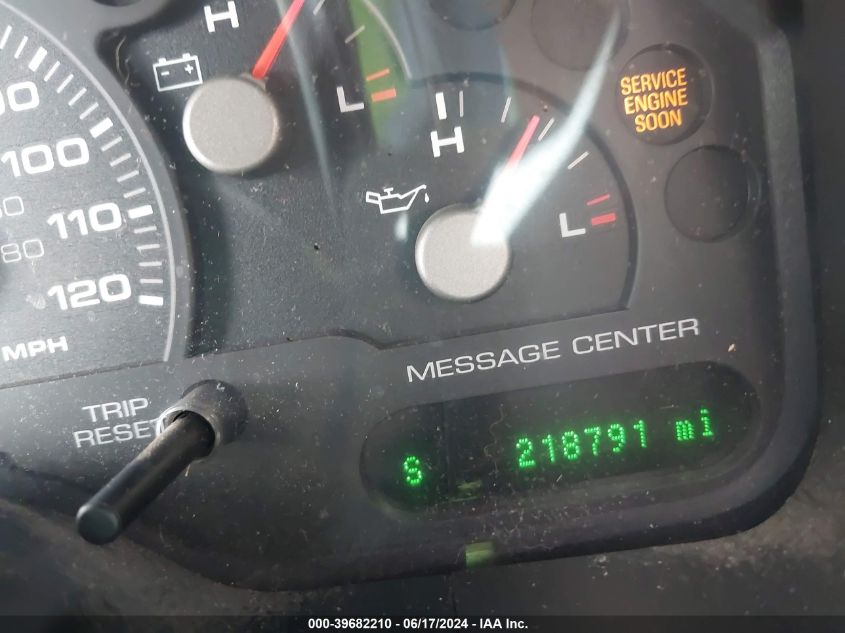 H
L
SERVICE
ENGINE
SOON
100
H
L
110
80
120
MPH
MESSAGE CENTER
TRIP
RESET
S 218791 mi
000-39682210 - 06/17/2024 - IAA Inc.